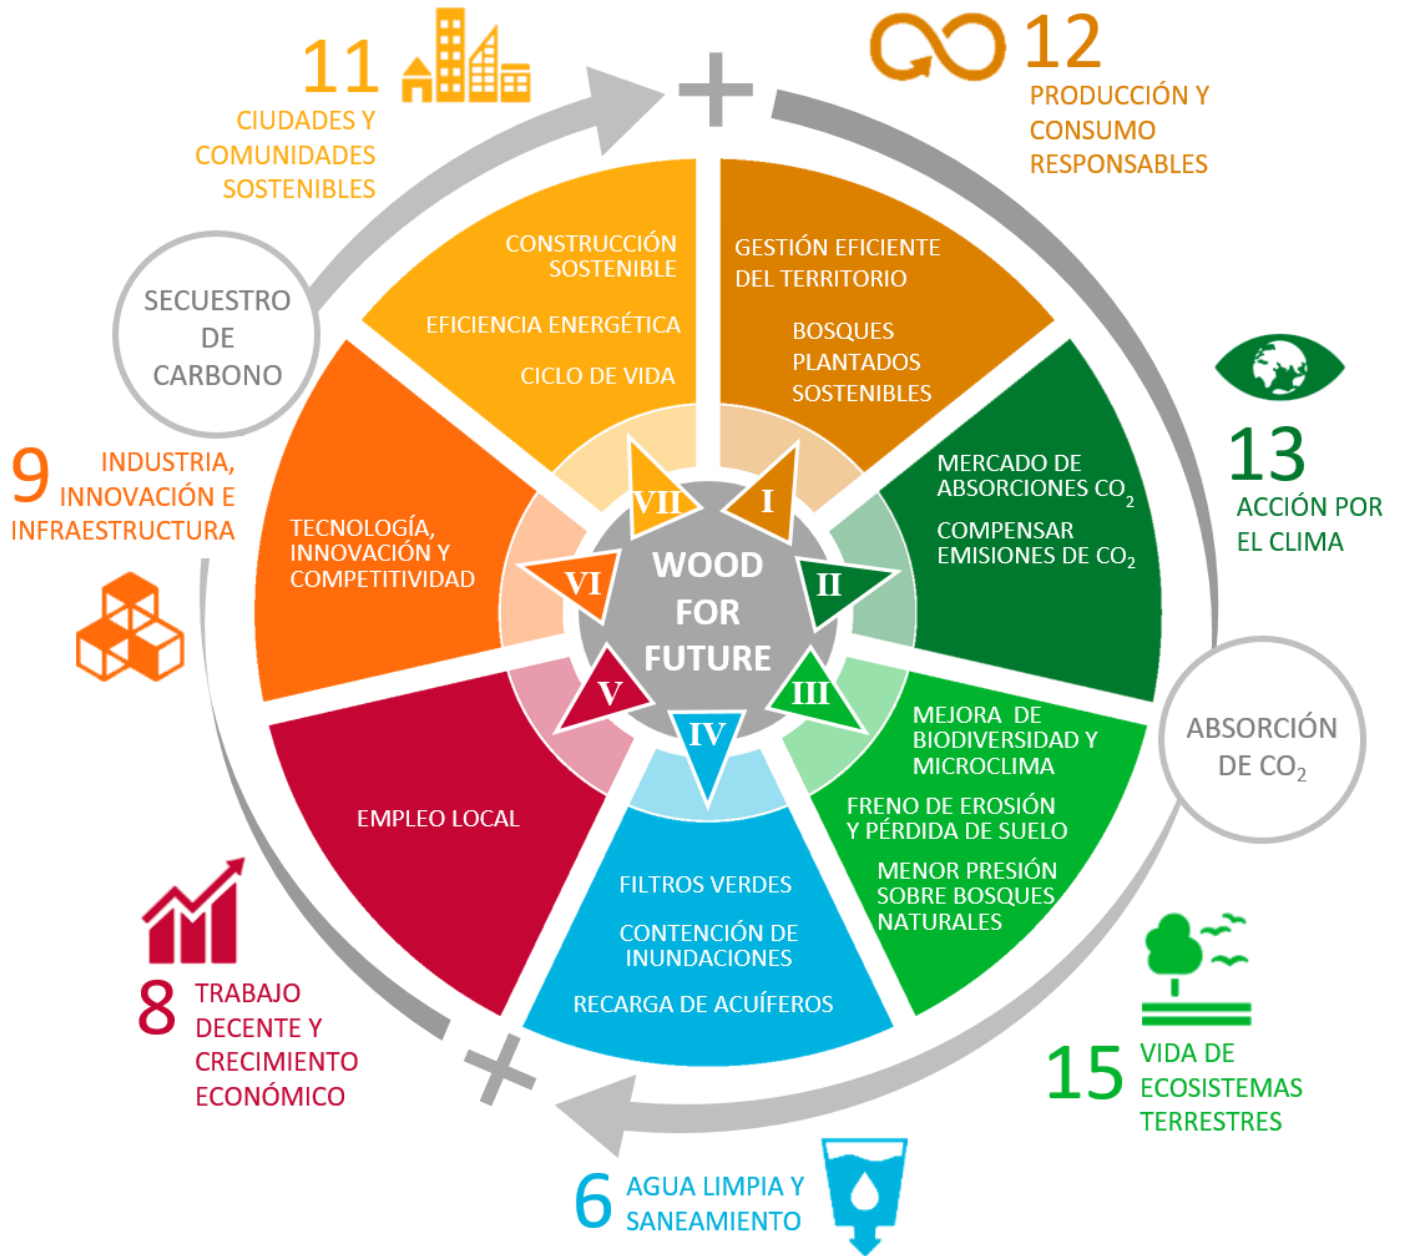 11
CIUDADES Y
COMUNIDADES
SOSTENIBLES
12
PRODUCCIÓN Y
CONSUMO
RESPONSABLES
SECUESTRO
DE
CARBONO
CONSTRUCCIÓN
SOSTENIBLE
EFICIENCIA ENERGÉTICA
CICLO DE VIDA
GESTIÓN EFICIENTE
DEL TERRITORIO
BOSQUES
PLANTADOS
SOSTENIBLES
13
ACCIÓN POR
EL CLIMA
MERCADO DE
ABSORCIONES CO2
COMPENSAR
EMISIONES DE CO2
9
INDUSTRIA,
INNOVACIÓN E
INFRAESTRUCTURA
TECNOLOGÍA,
INNOVACIÓN Y
COMPETITIVIDAD
VII
I
VI
II
V
III
IV
WOOD
FOR
FUTURE
ABSORCIÓN
DE CO2
MEJORA DE
BIODIVERSIDAD Y
MICROCLIMA
FRENO DE EROSIÓN
Y PÉRDIDA DE SUELO
MENOR PRESIÓN
SOBRE BOSQUES
NATURALES
EMPLEO LOCAL
FILTROS VERDES
CONTENCIÓN DE
INUNDACIONES
RECARGA DE ACUÍFEROS
8
TRABAJO
DECENTE Y
CRECIMIENTO
ECONÓMICO
15
VIDA DE
ECOSISTEMAS
TERRESTRES
6
AGUA LIMPIA Y
SANEAMIENTO